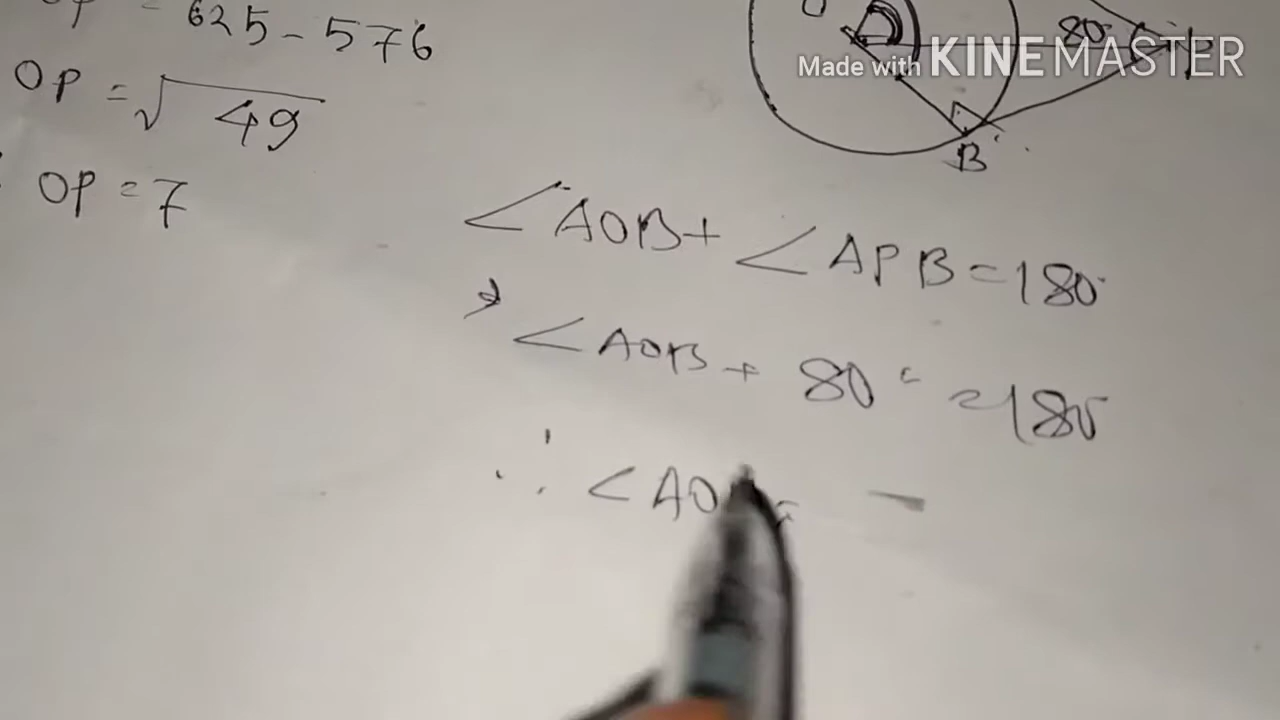 625 - 576
OP = √49
OP = 7
80°
Made with KINEMASTER
P
B
∠AOB + ∠APB = 180°
∠AOB + 80° = 180
∴ ∠AO